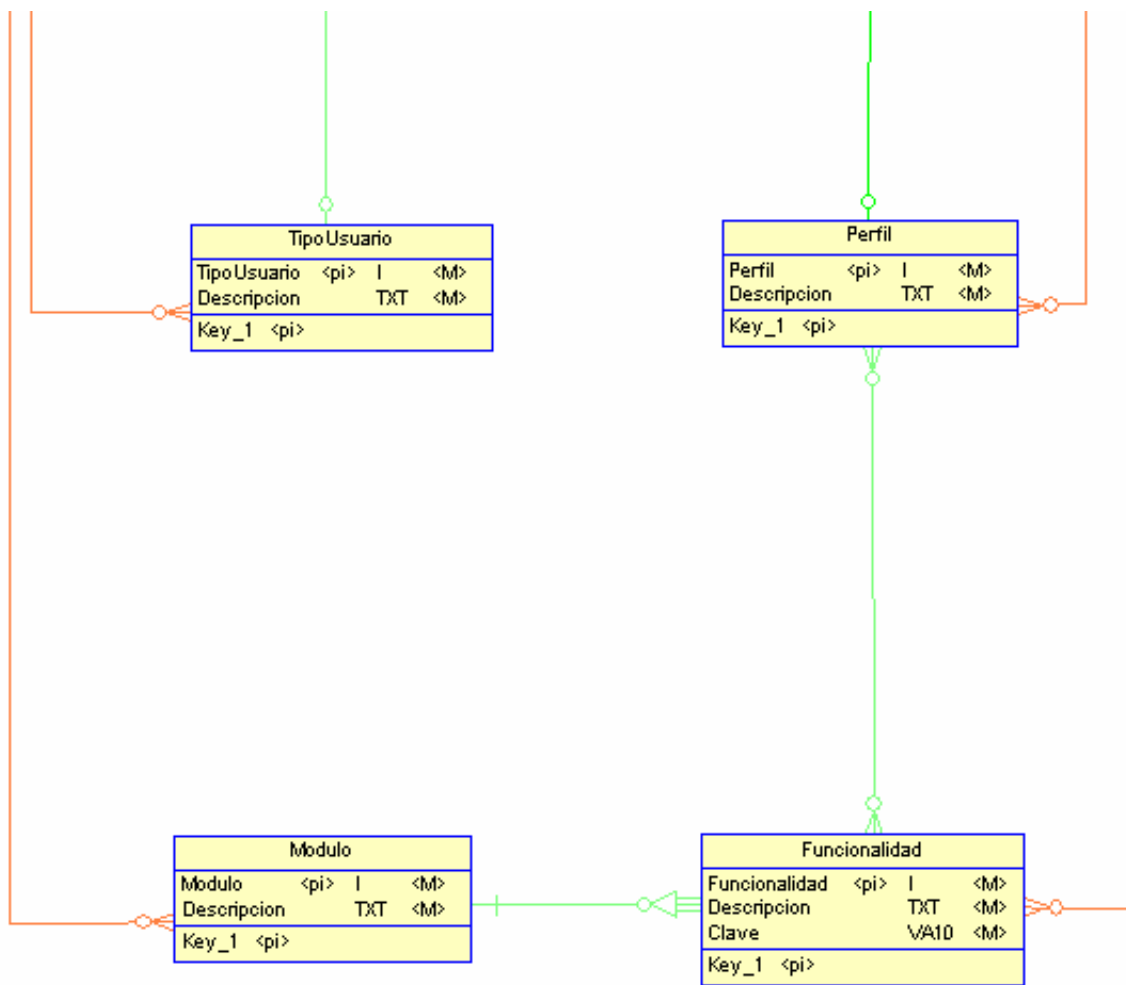 TipoUsuario
TipoUsuario <pi> I <M>
Descripcion TXT <M>
Key_1 <pi>
Perfil
Perfil <pi> I <M>
Descripcion TXT <M>
Key_1 <pi>
Modulo
Modulo <pi> I <M>
Descripcion TXT <M>
Key_1 <pi>
Funcionalidad
Funcionalidad <pi> I <M>
Descripcion TXT <M>
Clave VA10 <M>
Key_1 <pi>